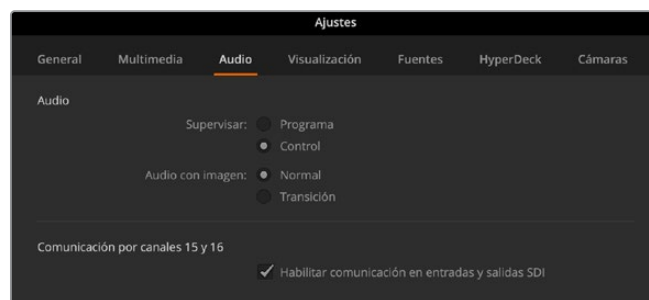 Ajustes
General Multimedia Audio Visualización Fuentes HyperDeck Cámaras
Audio
Supervisar: Programa
Control
Audio con imagen: Normal
Transición
Comunicación por canales 15 y 16
Habilitar comunicación en entradas y salidas SDI